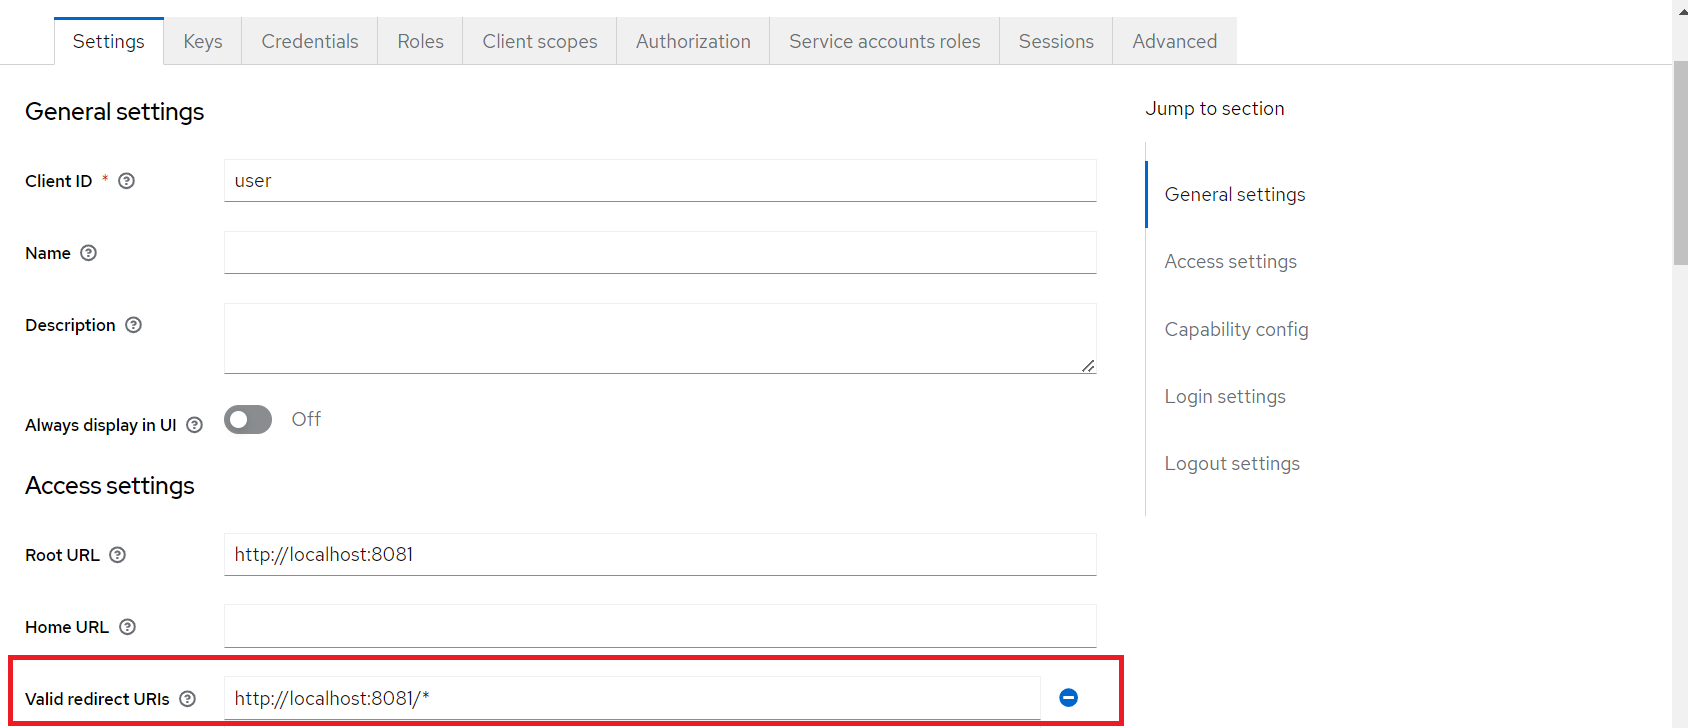 Settings Keys Credentials Roles Client scopes Authorization Service accounts roles Sessions Advanced
General settings
Client ID * user
Name
Description
Always display in UI Off
Access settings
Root URL http://localhost:8081
Home URL
Valid redirect URIs http://localhost:8081/*
Jump to section
General settings
Access settings
Capability config
Login settings
Logout settings